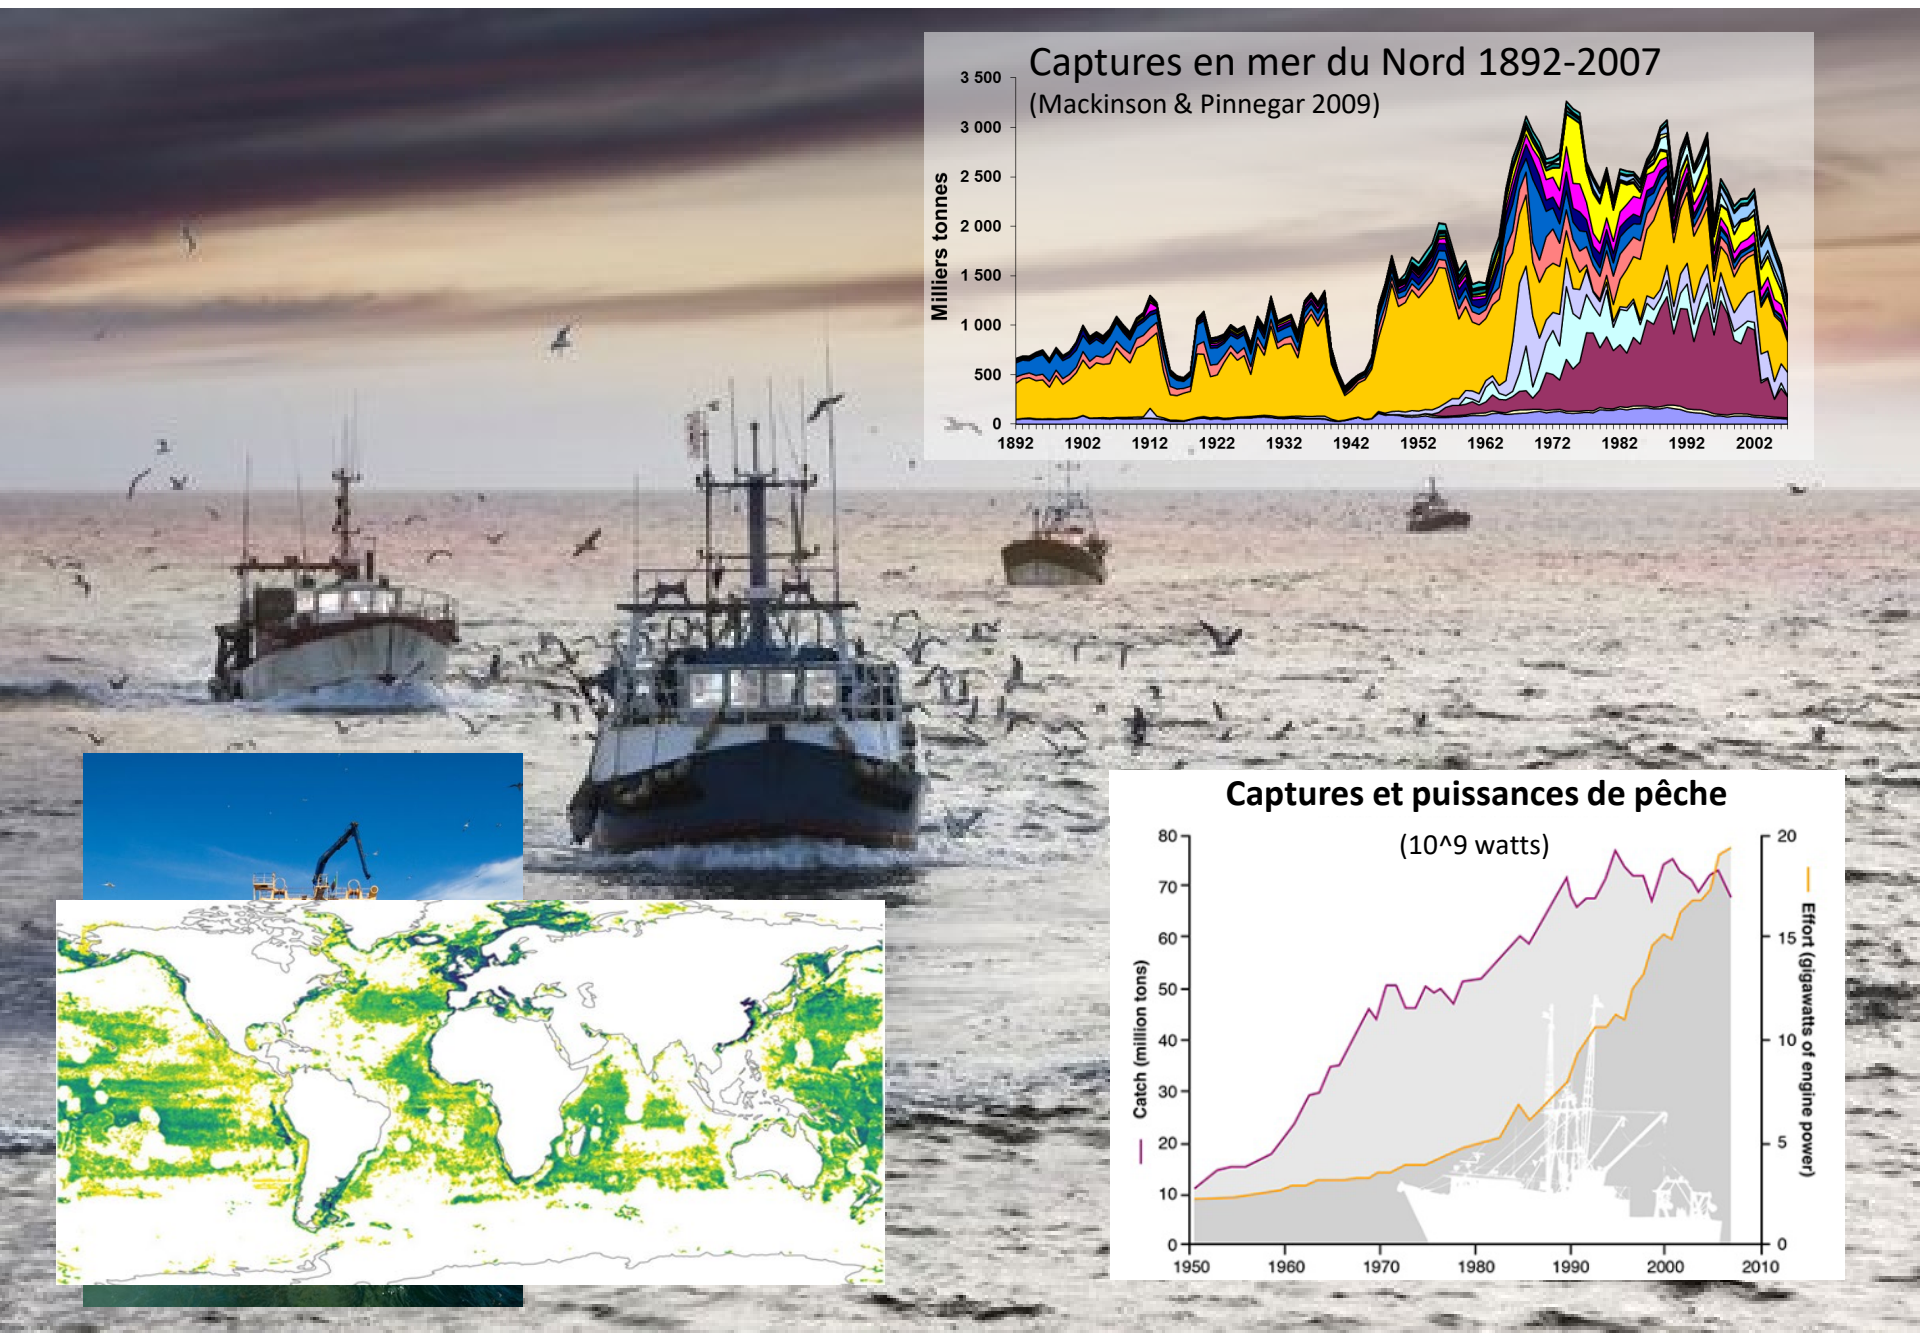 Captures en mer du Nord 1892-2007
(Mackinson & Pinnegar 2009)
Milliers tonnes
3 500
3 000
2 500
2 000
1 500
1 000
500
0
1892 1902 1912 1922 1932 1942 1952 1962 1972 1982 1992 2002
Captures et puissances de pêche
(10^9 watts)
Catch (million tons)
80
70
60
50
40
30
20
10
0
20
15
10
5
0
Effort (gigawatts of engine power)
1950 1960 1970 1980 1990 2000 2010